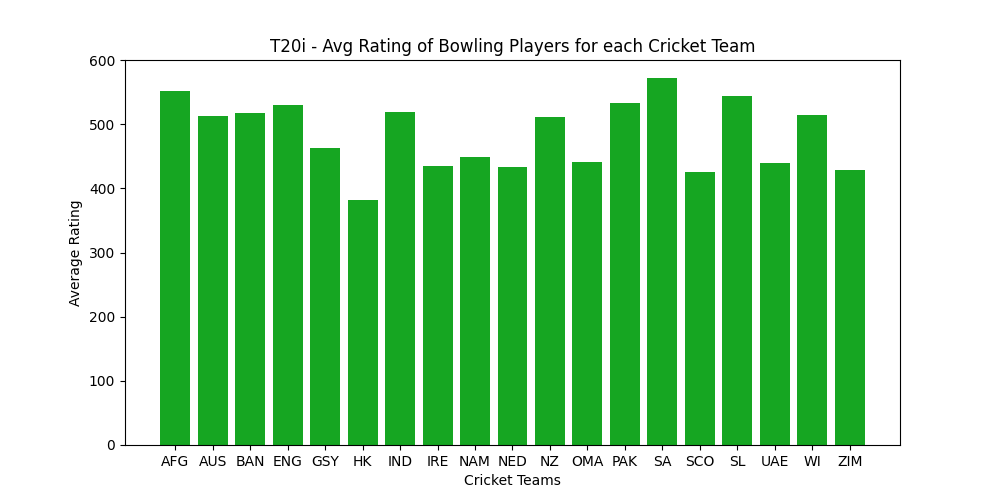 T20i - Avg Rating of Bowling Players for each Cricket Team
600
500
400
300
200
100
0
Average Rating
AFG AUS BAN ENG GSY HK IND IRE NAM NED NZ OMA PAK SA SCO SL UAE WI ZIM
Cricket Teams